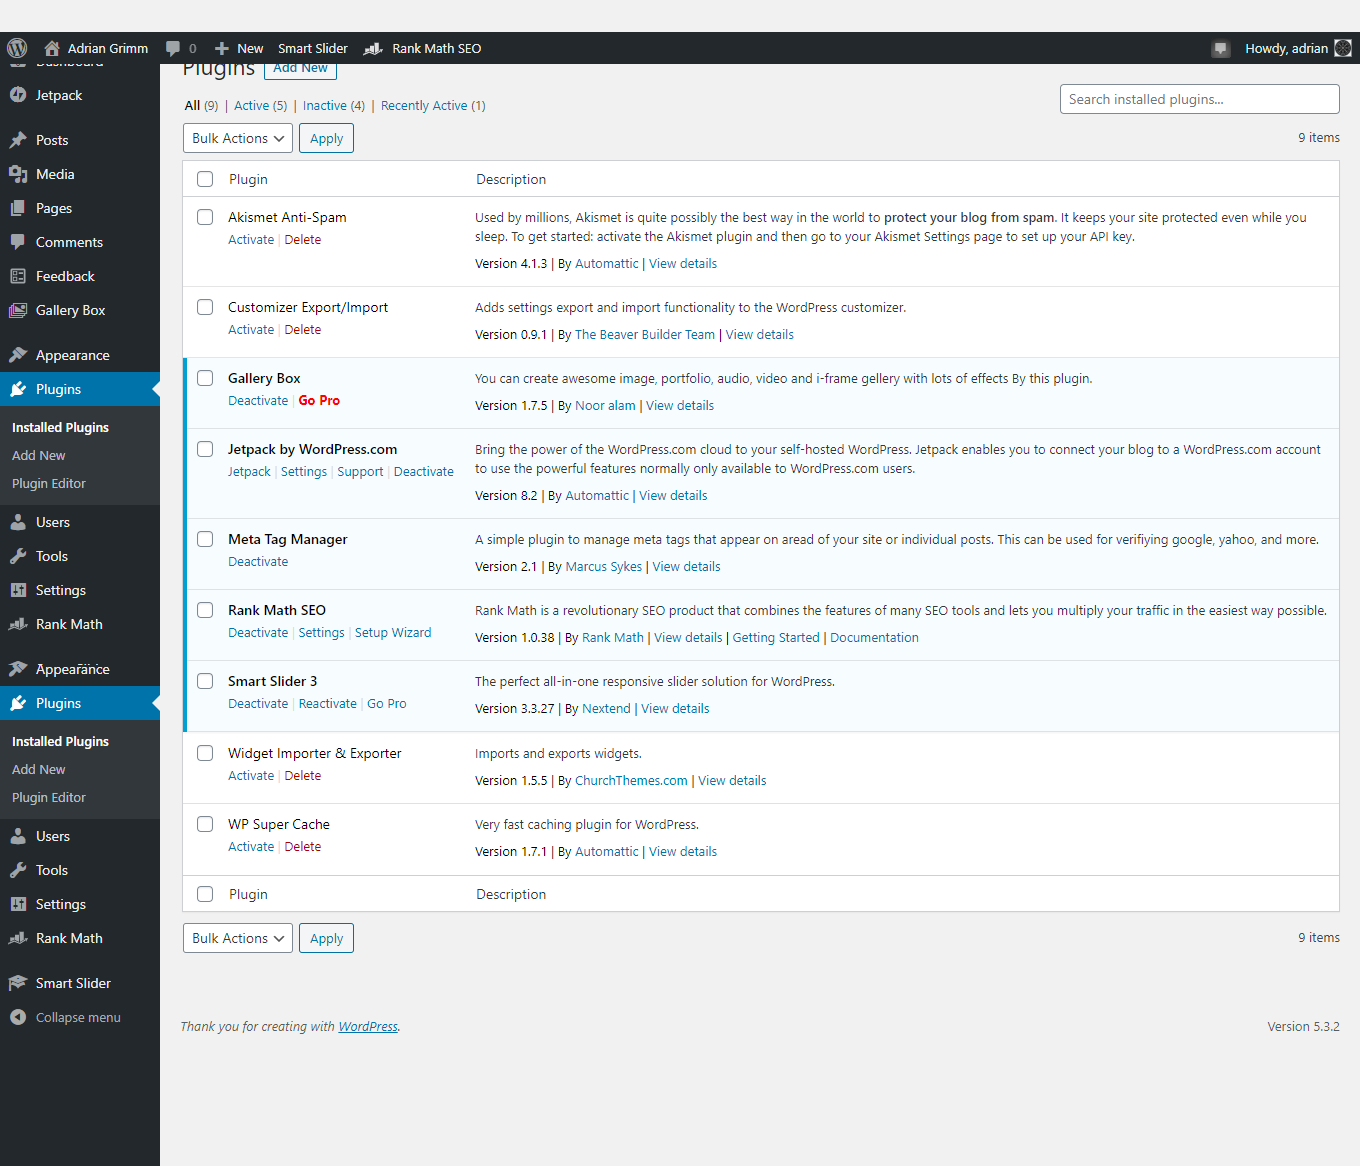 Adrian Grimm 0 New Smart Slider Rank Math SEO Howdy, adrian
Dashboard
Jetpack
Posts
Media
Pages
Comments
Feedback
Gallery Box
Appearance
Plugins
Installed Plugins
Add New
Plugin Editor
Users
Tools
Settings
Rank Math
Appearance
Plugins
Installed Plugins
Add New
Plugin Editor
Users
Tools
Settings
Rank Math
Smart Slider
Collapse menu
Plugins Add New
All (9) | Active (5) | Inactive (4) | Recently Active (1)
Search installed plugins...
Bulk Actions Apply 9 items
Plugin Description
Akismet Anti-Spam
Activate | Delete
Used by millions, Akismet is quite possibly the best way in the world to protect your blog from spam. It keeps your site protected even while you
sleep. To get started: activate the Akismet plugin and then go to your Akismet Settings page to set up your API key.
Version 4.1.3 | By Automattic | View details
Customizer Export/Import
Activate | Delete
Adds settings export and import functionality to the WordPress customizer.
Version 0.9.1 | By The Beaver Builder Team | View details
Gallery Box
Deactivate | Go Pro
You can create awesome image, portfolio, audio, video and i-frame gellery with lots of effects By this plugin.
Version 1.7.5 | By Noor alam | View details
Jetpack by WordPress.com
Jetpack | Settings | Support | Deactivate
Bring the power of the WordPress.com cloud to your self-hosted WordPress. Jetpack enables you to connect your blog to a WordPress.com account
to use the powerful features normally only available to WordPress.com users.
Version 8.2 | By Automattic | View details
Meta Tag Manager
Deactivate
A simple plugin to manage meta tags that appear on aread of your site or individual posts. This can be used for verifiying google, yahoo, and more.
Version 2.1 | By Marcus Sykes | View details
Rank Math SEO
Deactivate | Settings | Setup Wizard
Rank Math is a revolutionary SEO product that combines the features of many SEO tools and lets you multiply your traffic in the easiest way possible.
Version 1.0.38 | By Rank Math | View details | Getting Started | Documentation
Smart Slider 3
Deactivate | Reactivate | Go Pro
The perfect all-in-one responsive slider solution for WordPress.
Version 3.3.27 | By Nextend | View details
Widget Importer & Exporter
Activate | Delete
Imports and exports widgets.
Version 1.5.5 | By ChurchThemes.com | View details
WP Super Cache
Activate | Delete
Very fast caching plugin for WordPress.
Version 1.7.1 | By Automattic | View details
Plugin Description
Bulk Actions Apply 9 items
Thank you for creating with WordPress. Version 5.3.2